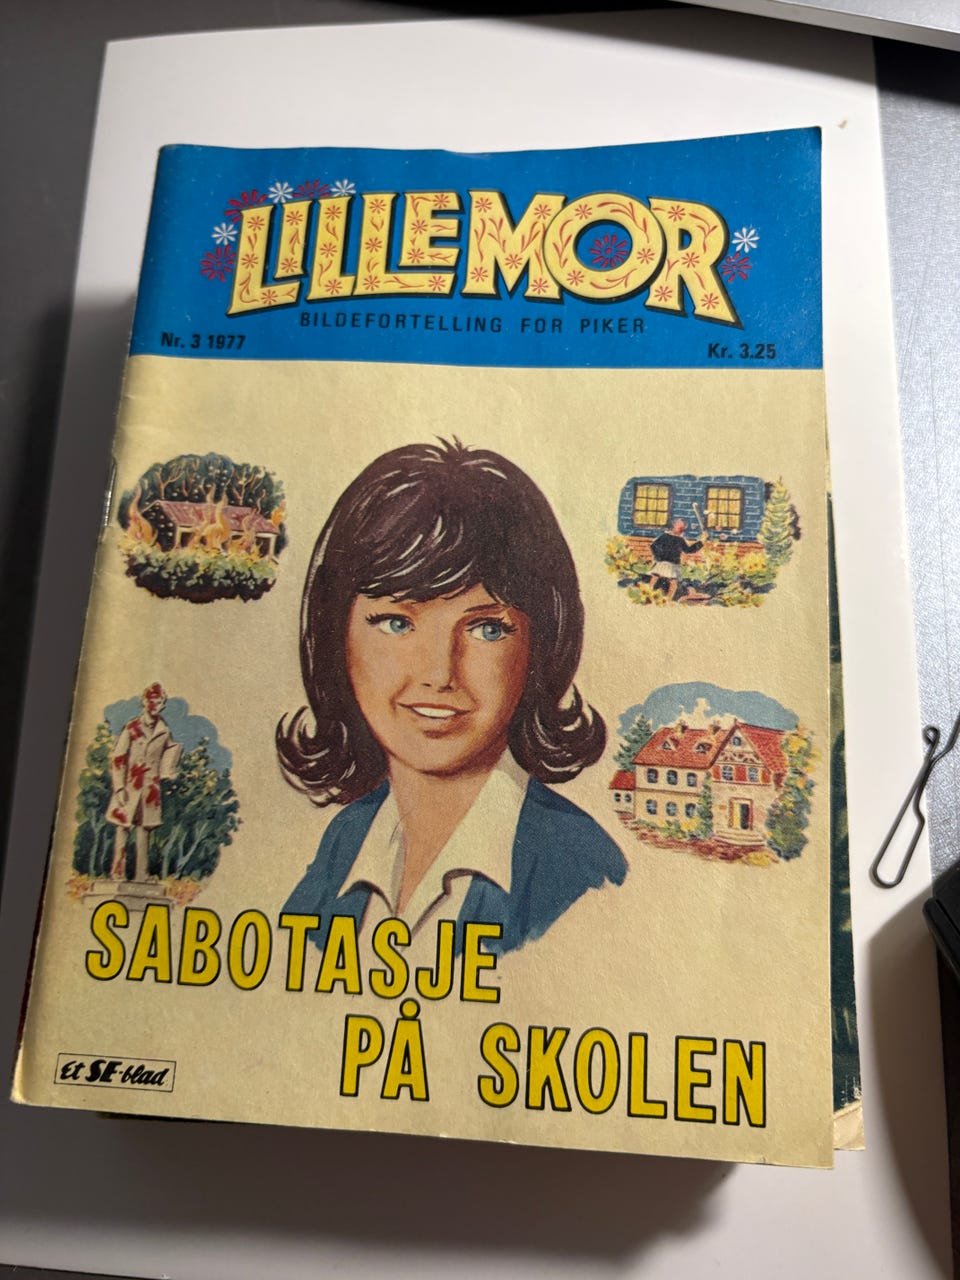 LILLEMOR
BILDEFORTELLING FOR PIKER
Nr. 3 1977
Kr. 3.25
SABOTASJE
PÅ SKOLEN
Et SE-blad